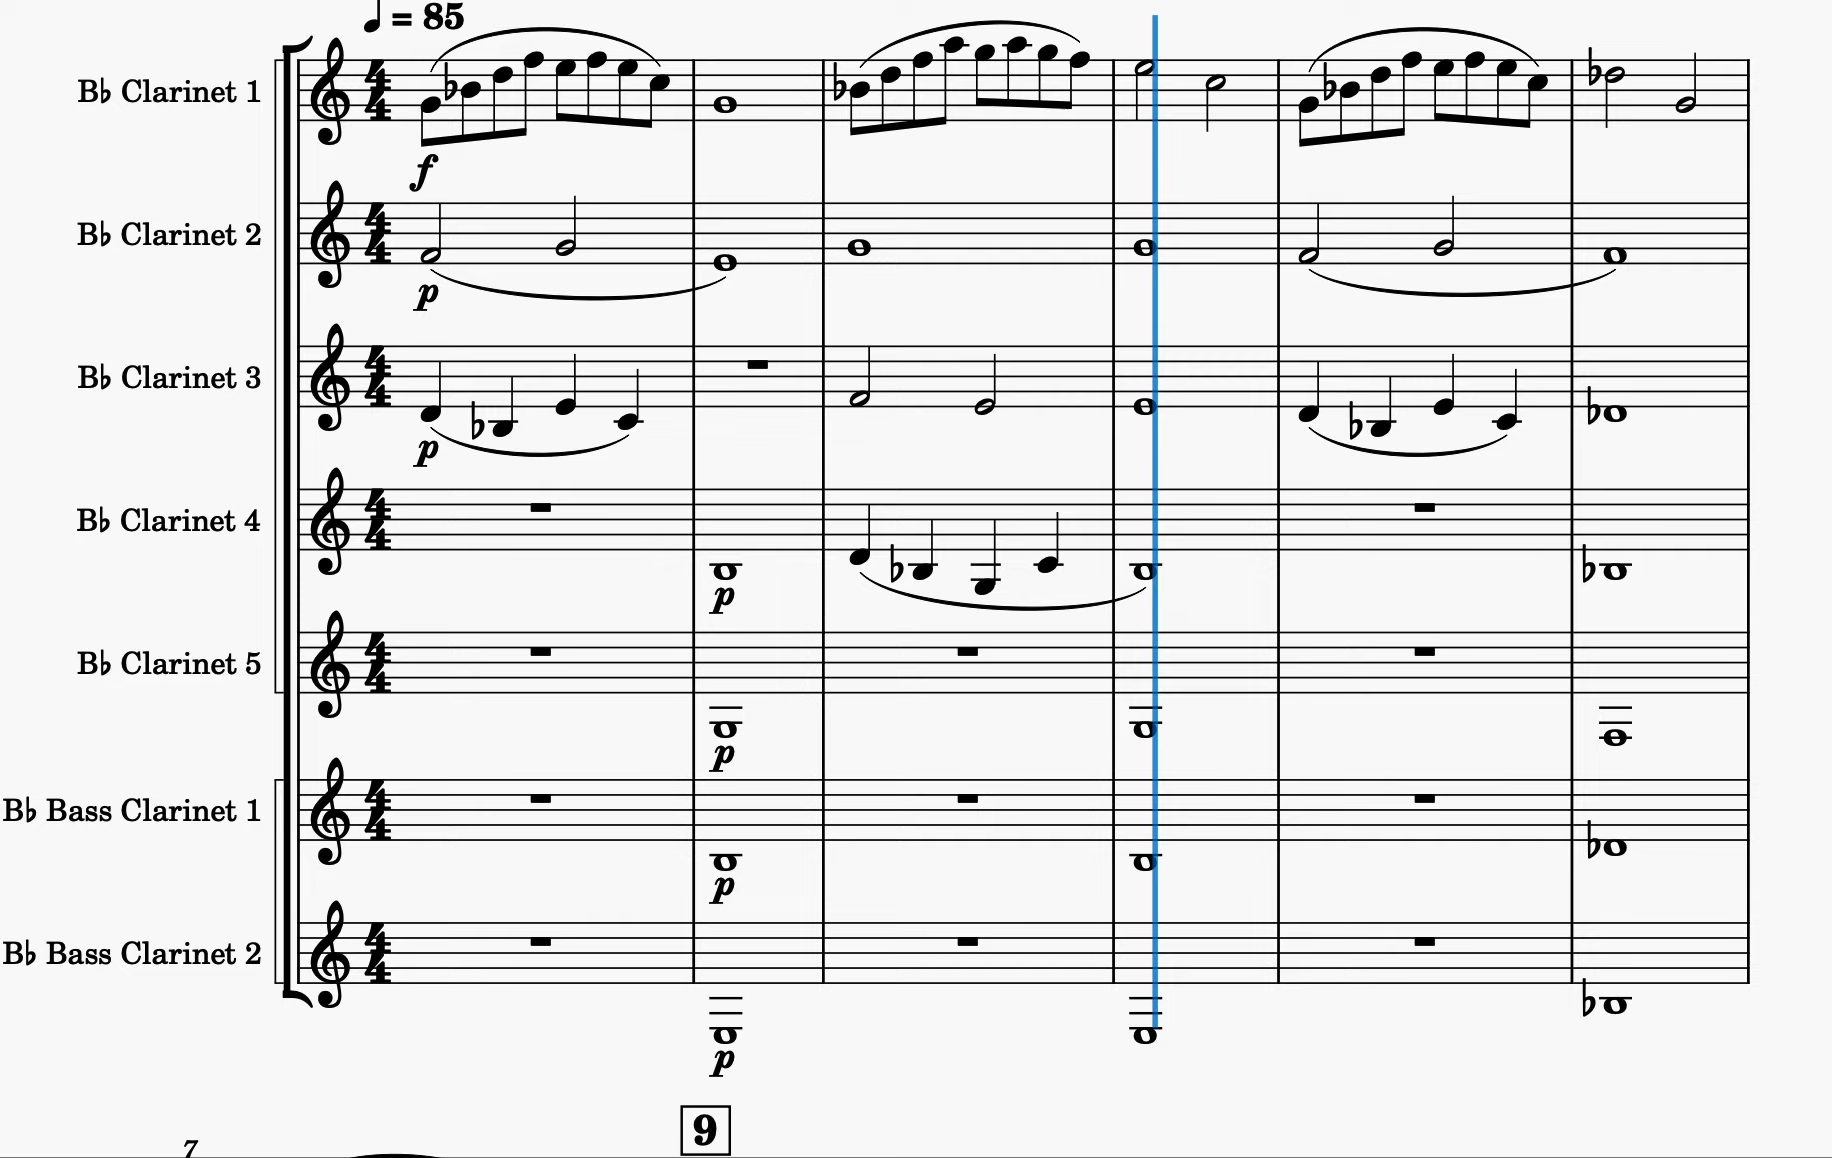 ♩ = 85
B♭ Clarinet 1
f
B♭ Clarinet 2
p
B♭ Clarinet 3
p
B♭ Clarinet 4
p
B♭ Clarinet 5
p
B♭ Bass Clarinet 1
p
B♭ Bass Clarinet 2
p
9
7